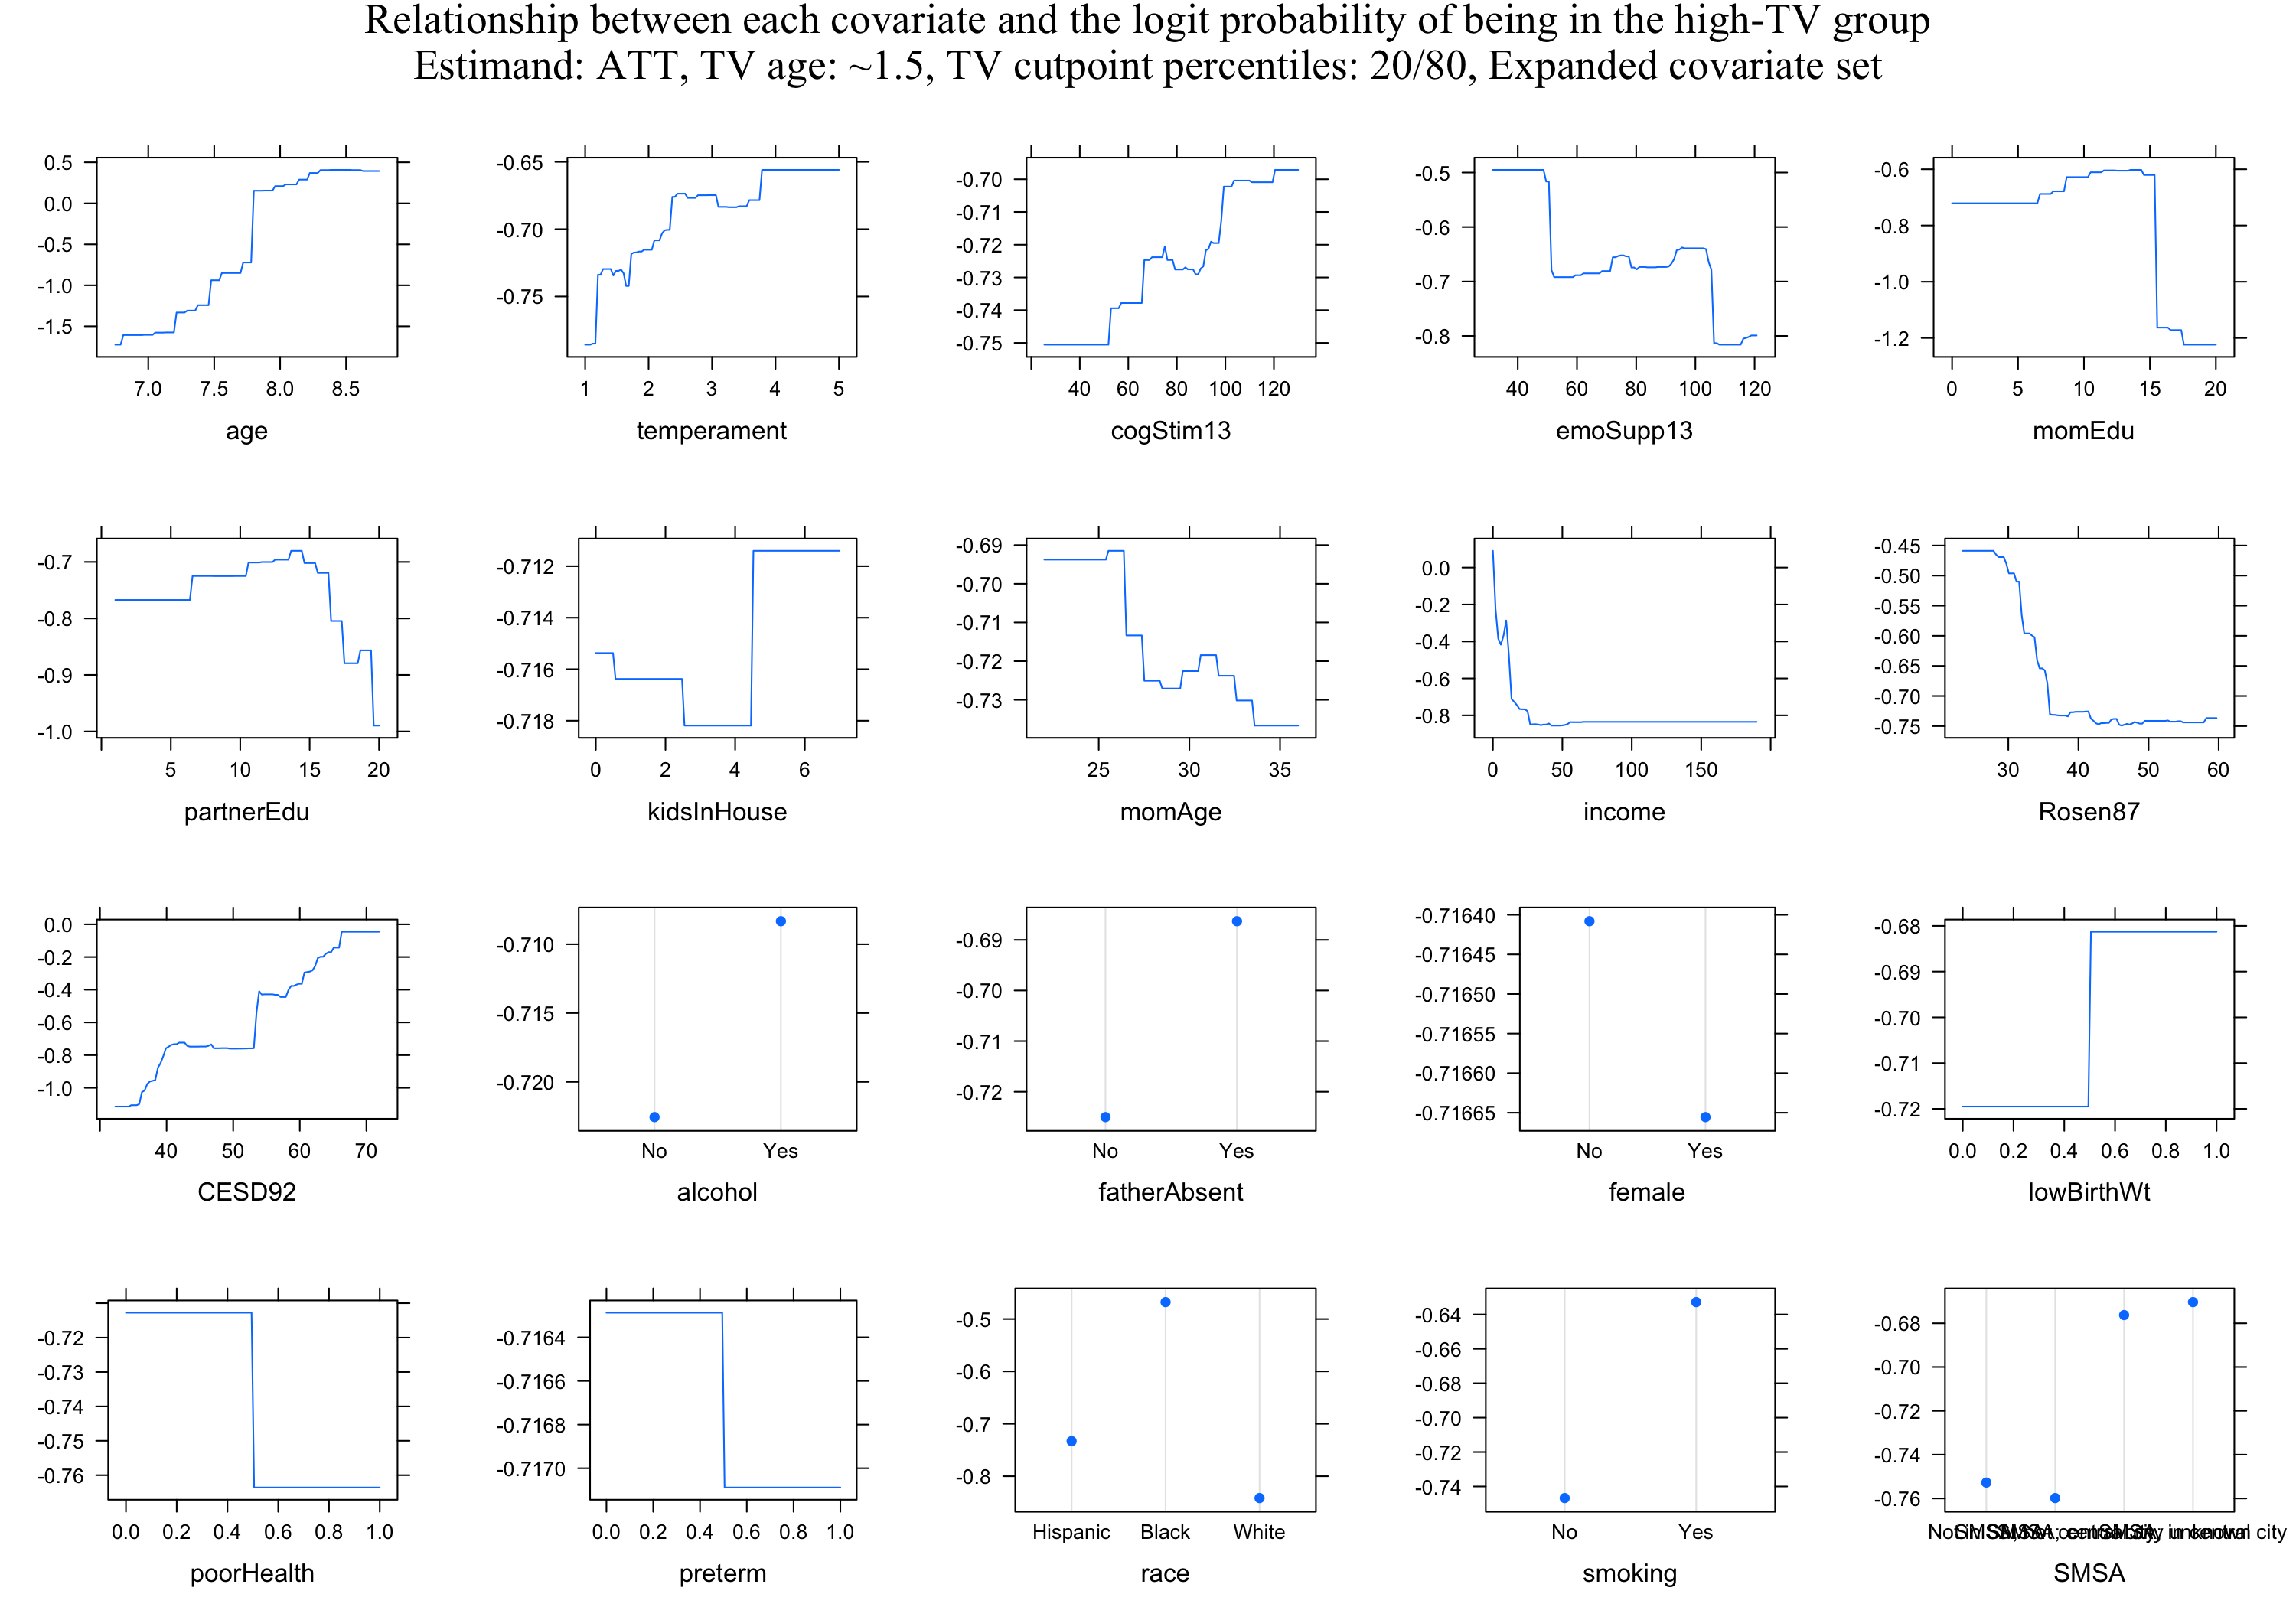 Relationship between each covariate and the logit probability of being in the high-TV group
Estimand: ATT, TV age: ~1.5, TV cutpoint percentiles: 20/80, Expanded covariate set
0.5
0.0
-0.5
-1.0
-1.5
7.0 7.5 8.0 8.5
age
-0.65
-0.70
-0.75
1 2 3 4 5
temperament
-0.70
-0.71
-0.72
-0.73
-0.74
-0.75
40 60 80 100 120
cogStim13
-0.5
-0.6
-0.7
-0.8
40 60 80 100 120
emoSupp13
-0.6
-0.8
-1.0
-1.2
0 5 10 15 20
momEdu
-0.7
-0.8
-0.9
-1.0
5 10 15 20
partnerEdu
-0.712
-0.714
-0.716
-0.718
0 2 4 6
kidsInHouse
-0.69
-0.70
-0.71
-0.72
-0.73
25 30 35
momAge
0.0
-0.2
-0.4
-0.6
-0.8
0 50 100 150
income
-0.45
-0.50
-0.55
-0.60
-0.65
-0.70
-0.75
30 40 50 60
Rosen87
0.0
-0.2
-0.4
-0.6
-0.8
-1.0
40 50 60 70
CESD92
-0.710
-0.715
-0.720
No Yes
alcohol
-0.69
-0.70
-0.71
-0.72
No Yes
fatherAbsent
-0.71640
-0.71645
-0.71650
-0.71655
-0.71660
-0.71665
No Yes
female
-0.68
-0.69
-0.70
-0.71
-0.72
0.0 0.2 0.4 0.6 0.8 1.0
lowBirthWt
-0.72
-0.73
-0.74
-0.75
-0.76
0.0 0.2 0.4 0.6 0.8 1.0
poorHealth
-0.7164
-0.7166
-0.7168
-0.7170
0.0 0.2 0.4 0.6 0.8 1.0
preterm
-0.5
-0.6
-0.7
-0.8
Hispanic Black White
race
-0.64
-0.66
-0.68
-0.70
-0.72
-0.74
No Yes
smoking
-0.68
-0.70
-0.72
-0.74
-0.76
SMSA